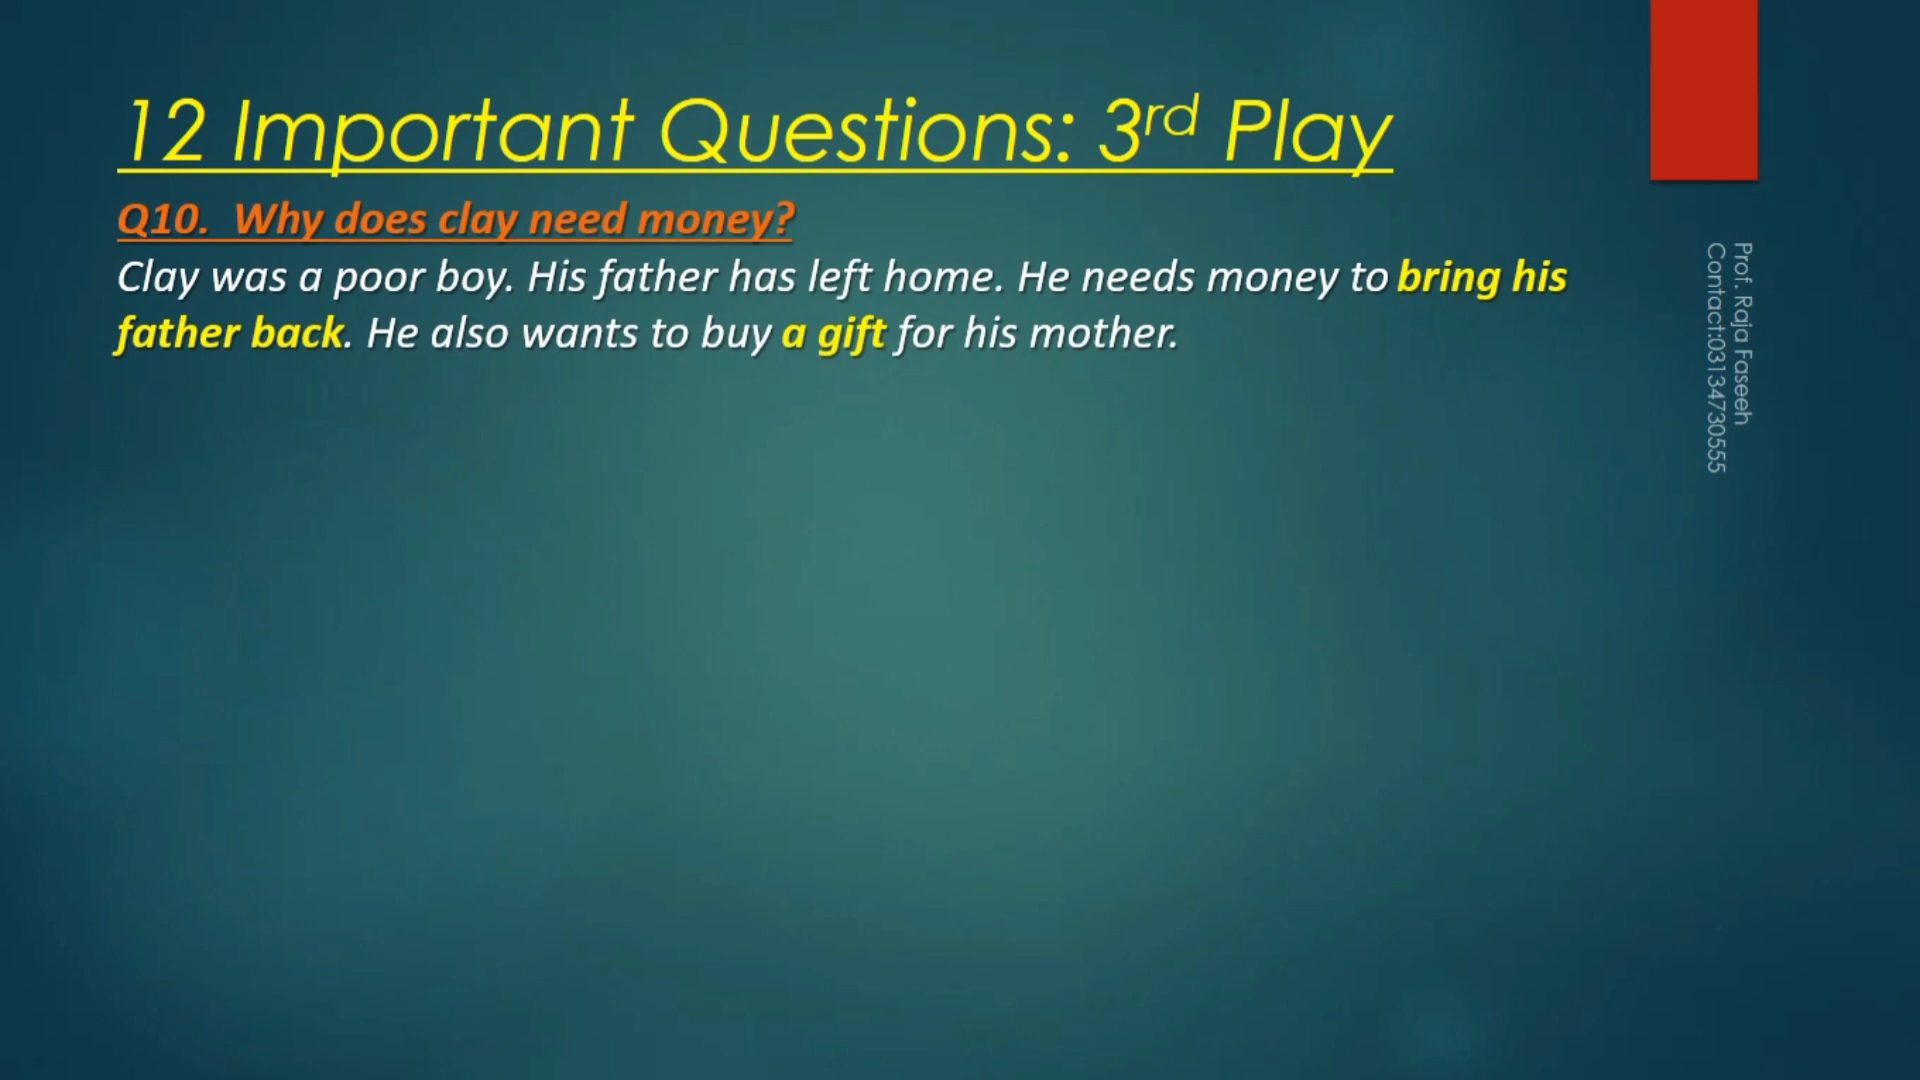 12 Important Questions: 3rd Play
Q10. Why does clay need money?
Clay was a poor boy. His father has left home. He needs money to bring his
father back. He also wants to buy a gift for his mother.
Prof. Raja Faseeh
Contact:03134730555